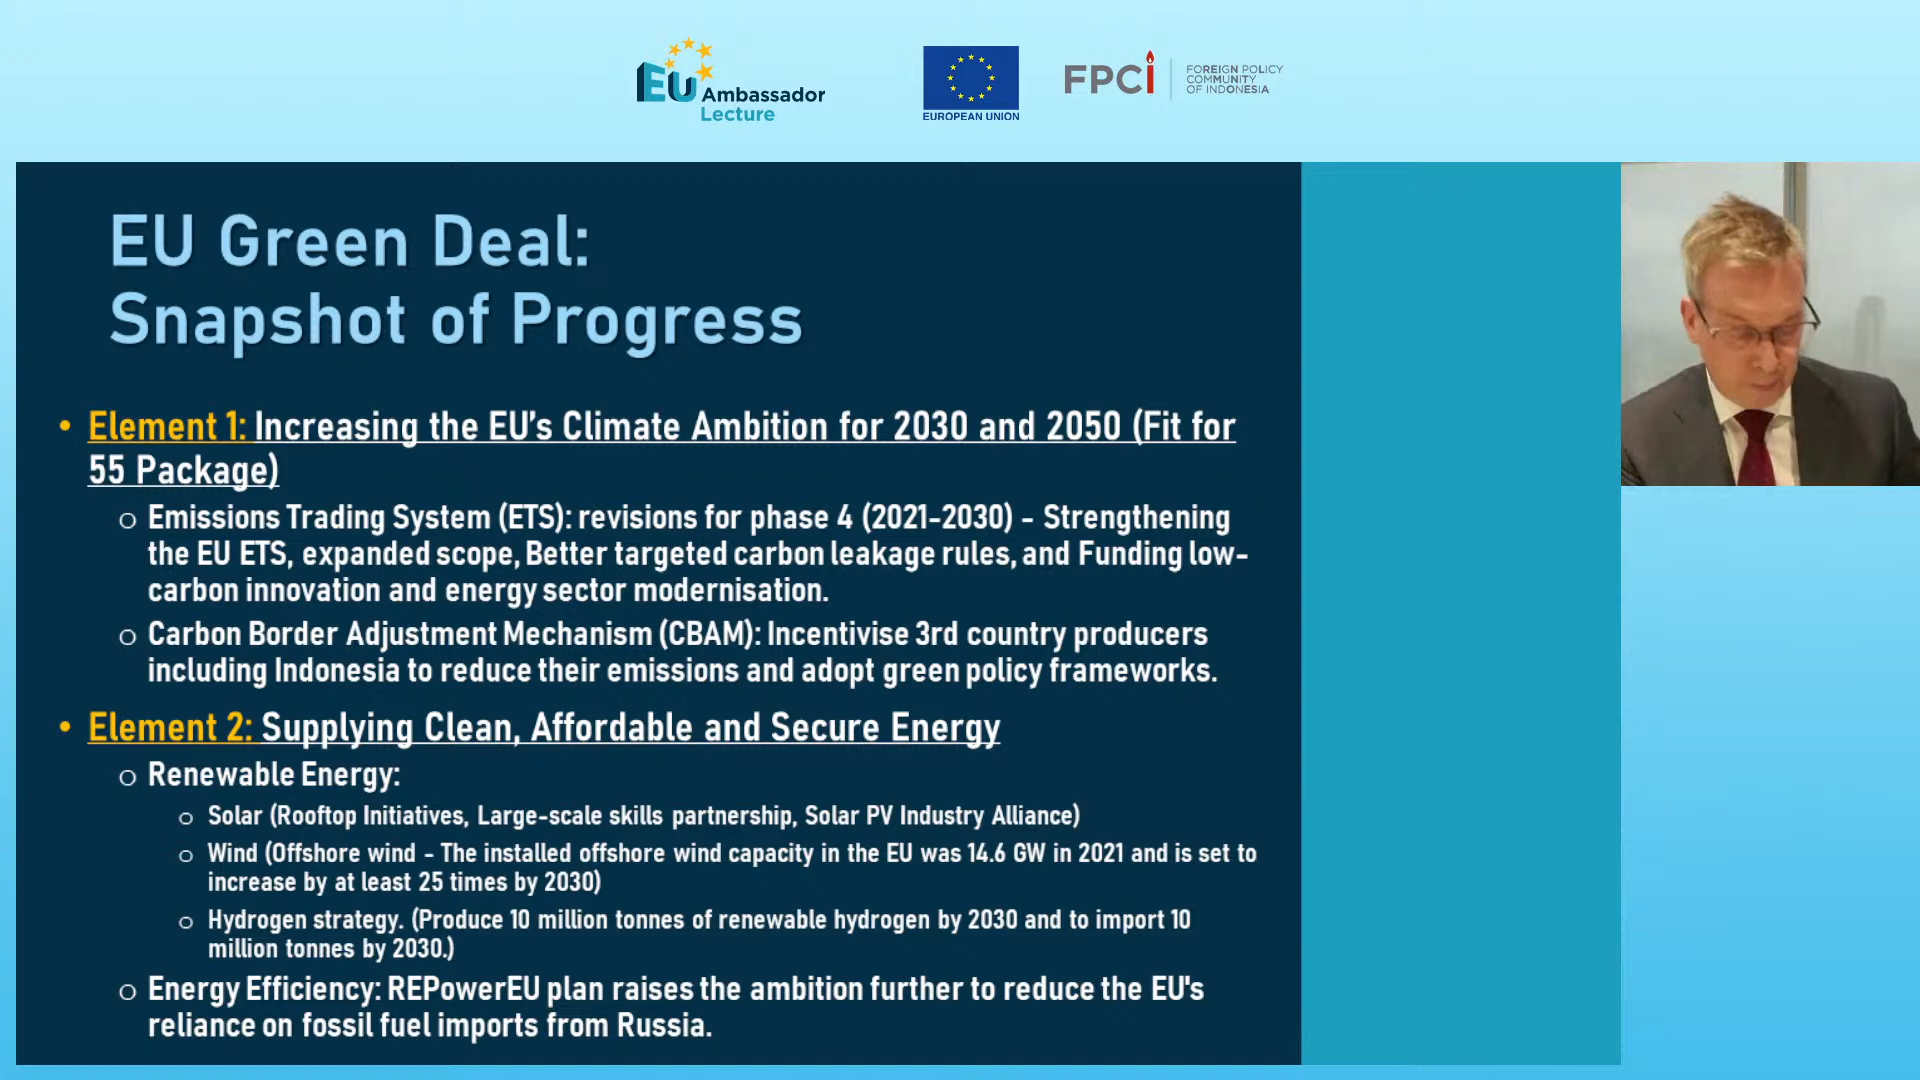 EU Ambassador
Lecture
EUROPEAN UNION
FPCi
FOREIGN POLICY
COMMUNITY
OF INDONESIA
EU Green Deal:
Snapshot of Progress
• Element 1: Increasing the EU's Climate Ambition for 2030 and 2050 (Fit for
55 Package)
o Emissions Trading System (ETS): revisions for phase 4 (2021-2030) - Strengthening
the EU ETS, expanded scope, Better targeted carbon leakage rules, and Funding low-
carbon innovation and energy sector modernisation.
o Carbon Border Adjustment Mechanism (CBAM): Incentivise 3rd country producers
including Indonesia to reduce their emissions and adopt green policy frameworks.
• Element 2: Supplying Clean, Affordable and Secure Energy
o Renewable Energy:
o Solar (Rooftop Initiatives, Large-scale skills partnership, Solar PV Industry Alliance)
o Wind (Offshore wind - The installed offshore wind capacity in the EU was 14.6 GW in 2021 and is set to
increase by at least 25 times by 2030)
o Hydrogen strategy. (Produce 10 million tonnes of renewable hydrogen by 2030 and to import 10
million tonnes by 2030.)
o Energy Efficiency: REPowerEU plan raises the ambition further to reduce the EU's
reliance on fossil fuel imports from Russia.